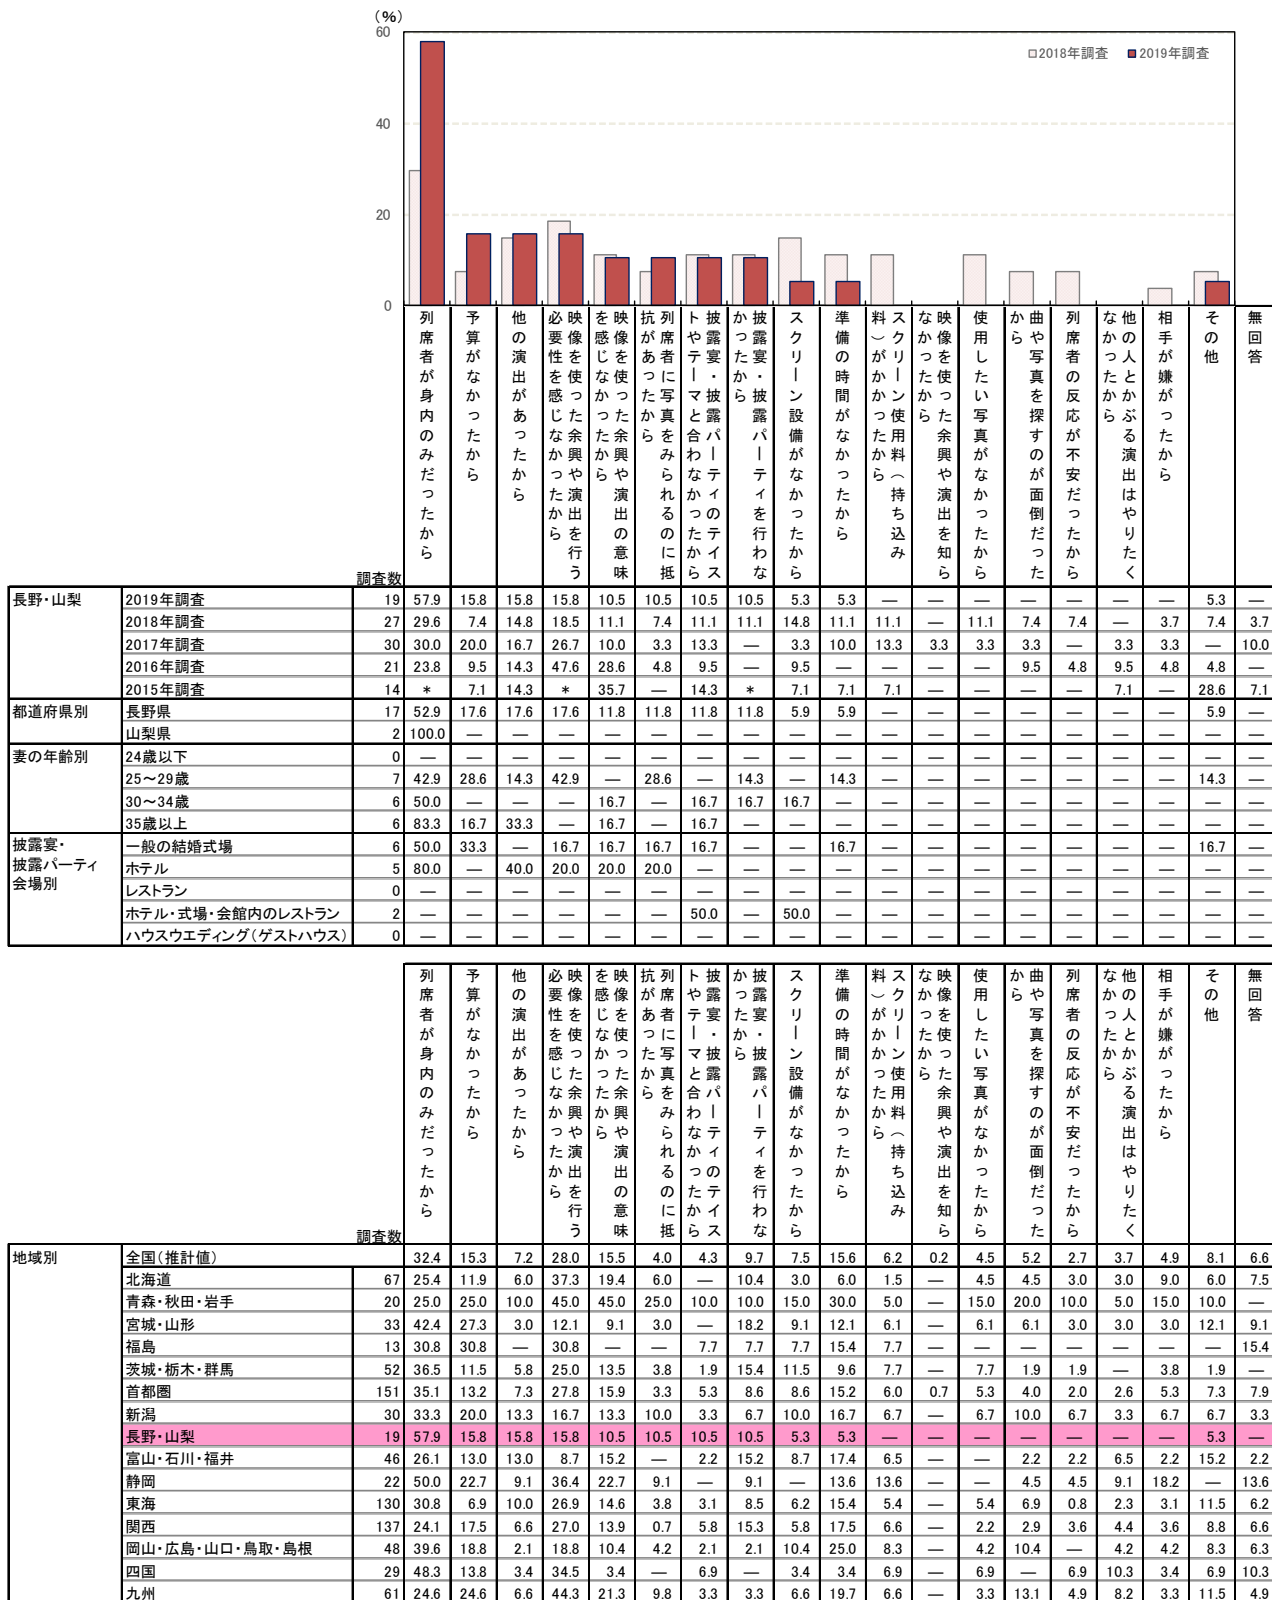 (%)
60
40
20
0
□2018年調査 ■2019年調査
列席者が身内のみだったから
予算がなかったから
他の演出があったから
映像を使った余興や演出を行う必要性を感じなかったから
映像を使った余興や演出の意味を感じなかったから
列席者に写真をみられるのに抵抗があったから
披露宴・披露パーティのテイストやテーマと合わなかったから
披露宴・披露パーティを行わなかったから
スクリーン設備がなかったから
準備の時間がなかったから
スクリーン使用料(持ち込み料)がかかったから
映像を使った余興や演出を知らなかったから
使用したい写真がなかったから
曲や写真を探すのが面倒だったから
列席者の反応が不安だったから
他の人とかぶる演出はやりたくなかったから
相手が嫌がったから
その他
無回答
調査数
長野・山梨 2019年調査 19 57.9 15.8 15.8 15.8 10.5 10.5 10.5 10.5 5.3 5.3 — — — — — — — 5.3 —
2018年調査 27 29.6 7.4 14.8 18.5 11.1 7.4 11.1 11.1 14.8 11.1 11.1 — 11.1 7.4 7.4 — 3.7 7.4 3.7
2017年調査 30 30.0 20.0 16.7 26.7 10.0 3.3 13.3 — 3.3 10.0 13.3 3.3 3.3 3.3 — 3.3 3.3 — 10.0
2016年調査 21 23.8 9.5 14.3 47.6 28.6 4.8 9.5 — 9.5 — — — — 9.5 4.8 9.5 4.8 4.8 —
2015年調査 14 * 7.1 14.3 * 35.7 — 14.3 * 7.1 7.1 7.1 — — — — 7.1 — 28.6 7.1
都道府県別 長野県 17 52.9 17.6 17.6 17.6 11.8 11.8 11.8 11.8 5.9 5.9 — — — — — — — 5.9 —
山梨県 2 100.0 — — — — — — — — — — — — — — — — — —
妻の年齢別 24歳以下 0 — — — — — — — — — — — — — — — — — — —
25～29歳 7 42.9 28.6 14.3 42.9 — 28.6 — 14.3 — 14.3 — — — — — — — 14.3 —
30～34歳 6 50.0 — — — 16.7 — 16.7 16.7 16.7 — — — — — — — — — —
35歳以上 6 83.3 16.7 33.3 — 16.7 — 16.7 — — — — — — — — — — — —
披露宴・披露パーティ会場別 一般の結婚式場 6 50.0 33.3 — 16.7 16.7 16.7 16.7 — — 16.7 — — — — — — — 16.7 —
ホテル 5 80.0 — 40.0 20.0 20.0 20.0 — — — — — — — — — — — — —
レストラン 0 — — — — — — — — — — — — — — — — — — —
ホテル・式場・会館内のレストラン 2 — — — — — — 50.0 — 50.0 — — — — — — — — — —
ハウスウエディング(ゲストハウス) 0 — — — — — — — — — — — — — — — — — — —
列席者が身内のみだったから
予算がなかったから
他の演出があったから
映像を使った余興や演出を行う必要性を感じなかったから
映像を使った余興や演出の意味を感じなかったから
列席者に写真をみられるのに抵抗があったから
披露宴・披露パーティのテイストやテーマと合わなかったから
披露宴・披露パーティを行わなかったから
スクリーン設備がなかったから
準備の時間がなかったから
スクリーン使用料(持ち込み料)がかかったから
映像を使った余興や演出を知らなかったから
使用したい写真がなかったから
曲や写真を探すのが面倒だったから
列席者の反応が不安だったから
他の人とかぶる演出はやりたくなかったから
相手が嫌がったから
その他
無回答
調査数
地域別 全国(推計値) 32.4 15.3 7.2 28.0 15.5 4.0 4.3 9.7 7.5 15.6 6.2 0.2 4.5 5.2 2.7 3.7 4.9 8.1 6.6
北海道 67 25.4 11.9 6.0 37.3 19.4 6.0 — 10.4 3.0 6.0 1.5 — 4.5 4.5 3.0 3.0 9.0 6.0 7.5
青森・秋田・岩手 20 25.0 25.0 10.0 45.0 45.0 25.0 10.0 10.0 15.0 30.0 5.0 — 15.0 20.0 10.0 5.0 15.0 10.0 —
宮城・山形 33 42.4 27.3 3.0 12.1 9.1 3.0 — 18.2 9.1 12.1 6.1 — 6.1 6.1 3.0 3.0 3.0 12.1 9.1
福島 13 30.8 30.8 — 30.8 — — 7.7 7.7 7.7 15.4 7.7 — — — — — — — 15.4
茨城・栃木・群馬 52 36.5 11.5 5.8 25.0 13.5 3.8 1.9 15.4 11.5 9.6 7.7 — 7.7 1.9 1.9 — 3.8 1.9 —
首都圏 151 35.1 13.2 7.3 27.8 15.9 3.3 5.3 8.6 8.6 15.2 6.0 0.7 5.3 4.0 2.0 2.6 5.3 7.3 7.9
新潟 30 33.3 20.0 13.3 16.7 13.3 10.0 3.3 6.7 10.0 16.7 6.7 — 6.7 10.0 6.7 3.3 6.7 6.7 3.3
長野・山梨 19 57.9 15.8 15.8 15.8 10.5 10.5 10.5 10.5 5.3 5.3 — — — — — — — 5.3 —
富山・石川・福井 46 26.1 13.0 13.0 8.7 15.2 — 2.2 15.2 8.7 17.4 6.5 — — 2.2 2.2 6.5 2.2 15.2 2.2
静岡 22 50.0 22.7 9.1 36.4 22.7 9.1 — 9.1 — 13.6 13.6 — — 4.5 4.5 9.1 18.2 — 13.6
東海 130 30.8 6.9 10.0 26.9 14.6 3.8 3.1 8.5 6.2 15.4 5.4 — 5.4 6.9 0.8 2.3 3.1 11.5 6.2
関西 137 24.1 17.5 6.6 27.0 13.9 0.7 5.8 15.3 5.8 17.5 6.6 — 2.2 2.9 3.6 4.4 3.6 8.8 6.6
岡山・広島・山口・鳥取・島根 48 39.6 18.8 2.1 18.8 10.4 4.2 2.1 2.1 10.4 25.0 8.3 — 4.2 10.4 — 4.2 4.2 8.3 6.3
四国 29 48.3 13.8 3.4 34.5 3.4 — 6.9 — 3.4 3.4 6.9 — 6.9 — 6.9 10.3 3.4 6.9 10.3
九州 61 24.6 24.6 6.6 44.3 21.3 9.8 3.3 3.3 6.6 19.7 6.6 — 3.3 13.1 4.9 8.2 3.3 11.5 4.9